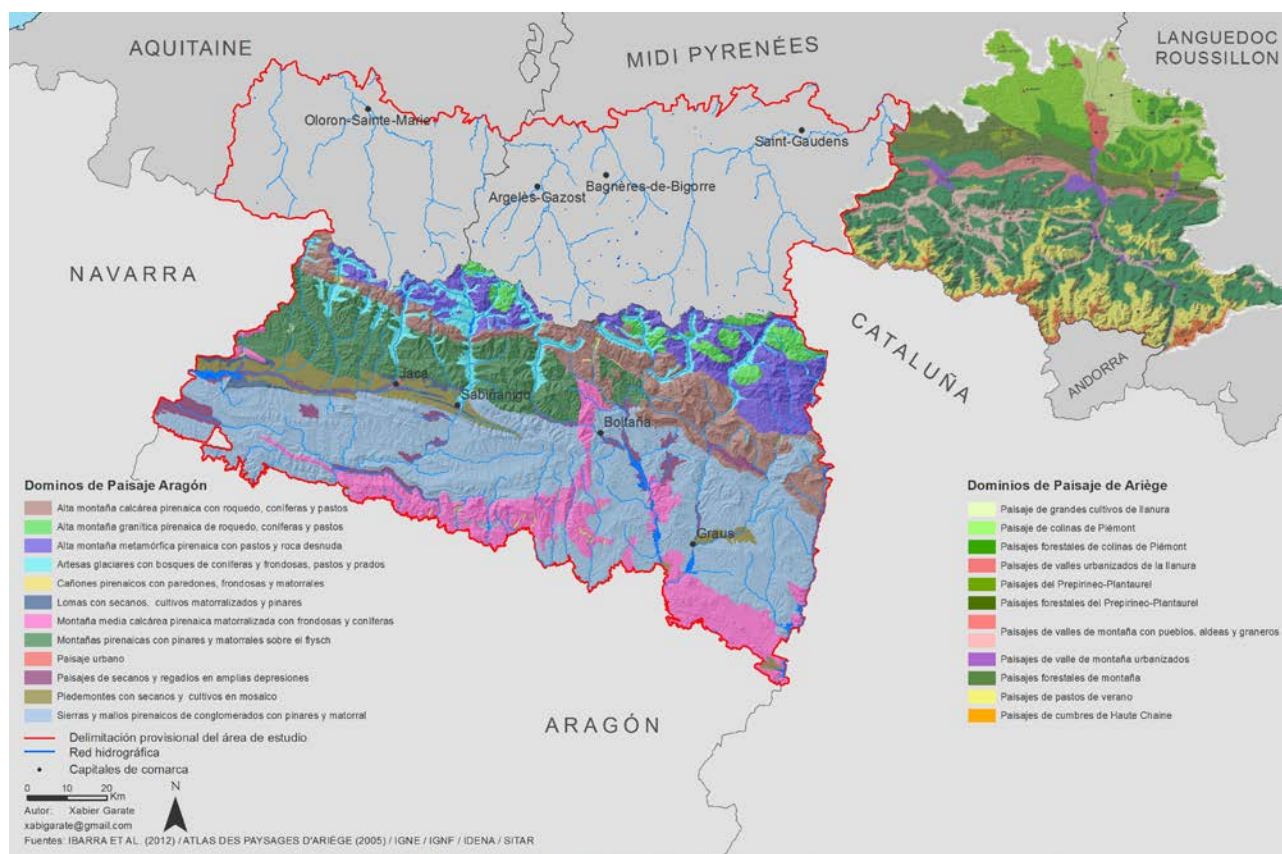 AQUITAINE
MIDI PYRENÉES
LANGUEDOC
ROUSSILLON
Oloron-Sainte-Marie
Saint-Gaudens
Argelès-Gazost
Bagnères-de-Bigorre
NAVARRA
CATALUÑA
ANDORRA
Jaca
Sabiñánigo
Boltaña
Graus
ARAGÓN
Dominos de Paisaje Aragón
Alta montaña calcárea pirenaica con roquedo, coníferas y pastos
Alta montaña granítica pirenaica de roquedo, coníferas y pastos
Alta montaña metamórfica pirenaica con pastos y roca desnuda
Artesas glaciares con bosques de coníferas y frondosas, pastos y prados
Cañones pirenaicos con paredones, frondosas y matorrales
Lomas con secanos, cultivos matorralizados y pinares
Montaña media calcárea pirenaica matorralizada con frondosas y coníferas
Montañas pirenaicas con pinares y matorrales sobre el flysch
Paisaje urbano
Paisajes de secanos y regadíos en amplias depresiones
Piedemontes con secanos y cultivos en mosaico
Sierras y mallos pirenaicos de conglomerados con pinares y matorral
Delimitación provisional del área de estudio
Red hidrográfica
Capitales de comarca
0 10 20
Km
N
Autor: Xabier Garate
xabigarate@gmail.com
Fuentes: IBARRA ET AL. (2012) / ATLAS DES PAYSAGES D'ARIÈGE (2005) / IGNE / IGNF / IDENA / SITAR
Dominios de Paisaje de Ariège
Paisaje de grandes cultivos de llanura
Paisaje de colinas de Piémont
Paisajes forestales de colinas de Piémont
Paisajes de valles urbanizados de la llanura
Paisajes del Prepirineo-Plantaurel
Paisajes forestales del Prepirineo-Plantaurel
Paisajes de valles de montaña con pueblos, aldeas y graneros
Paisajes de valle de montaña urbanizados
Paisajes forestales de montaña
Paisajes de pastos de verano
Paisajes de cumbres de Haute Chaine